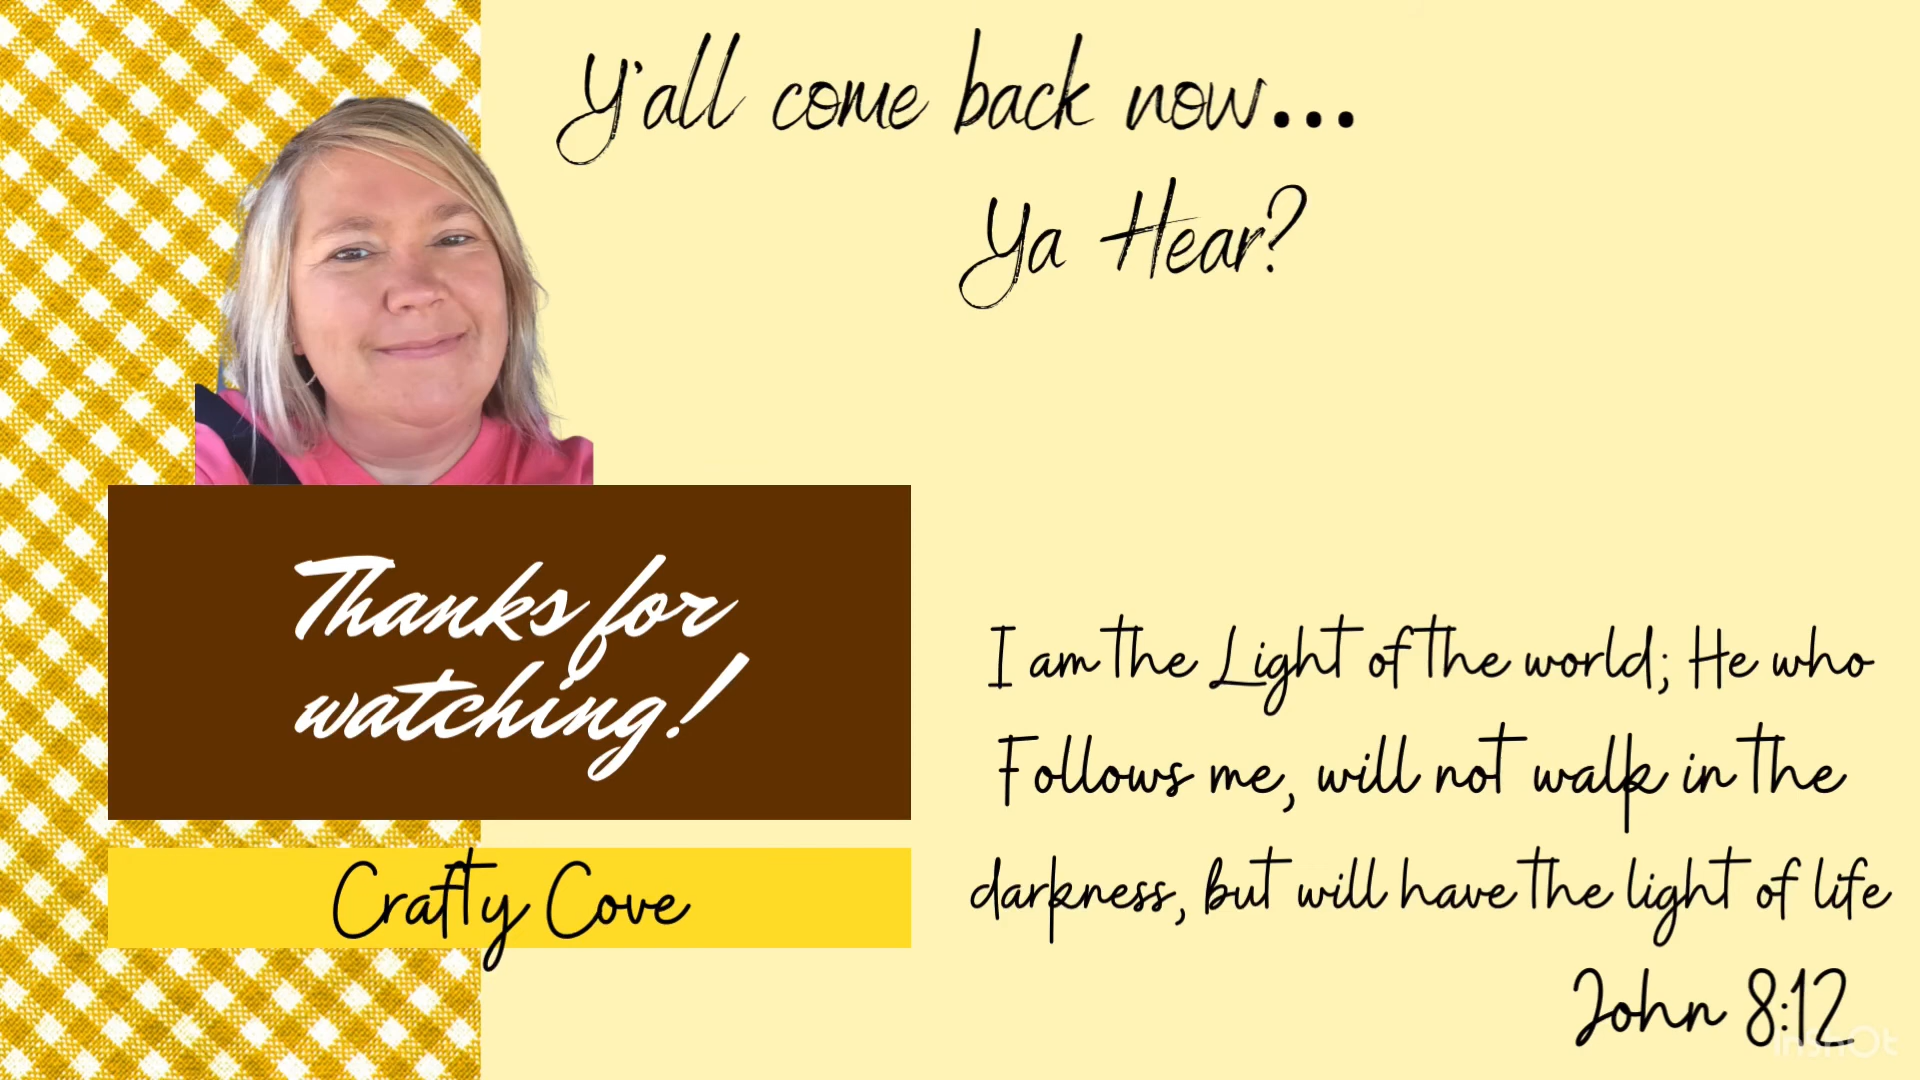 Y'all come back now...
Ya Hear?
Thanks for
watching!
Crafty Cove
I am the Light of the world; He who
Follows me, will not walk in the
darkness, but will have the light of life
John 8:12
InShOt